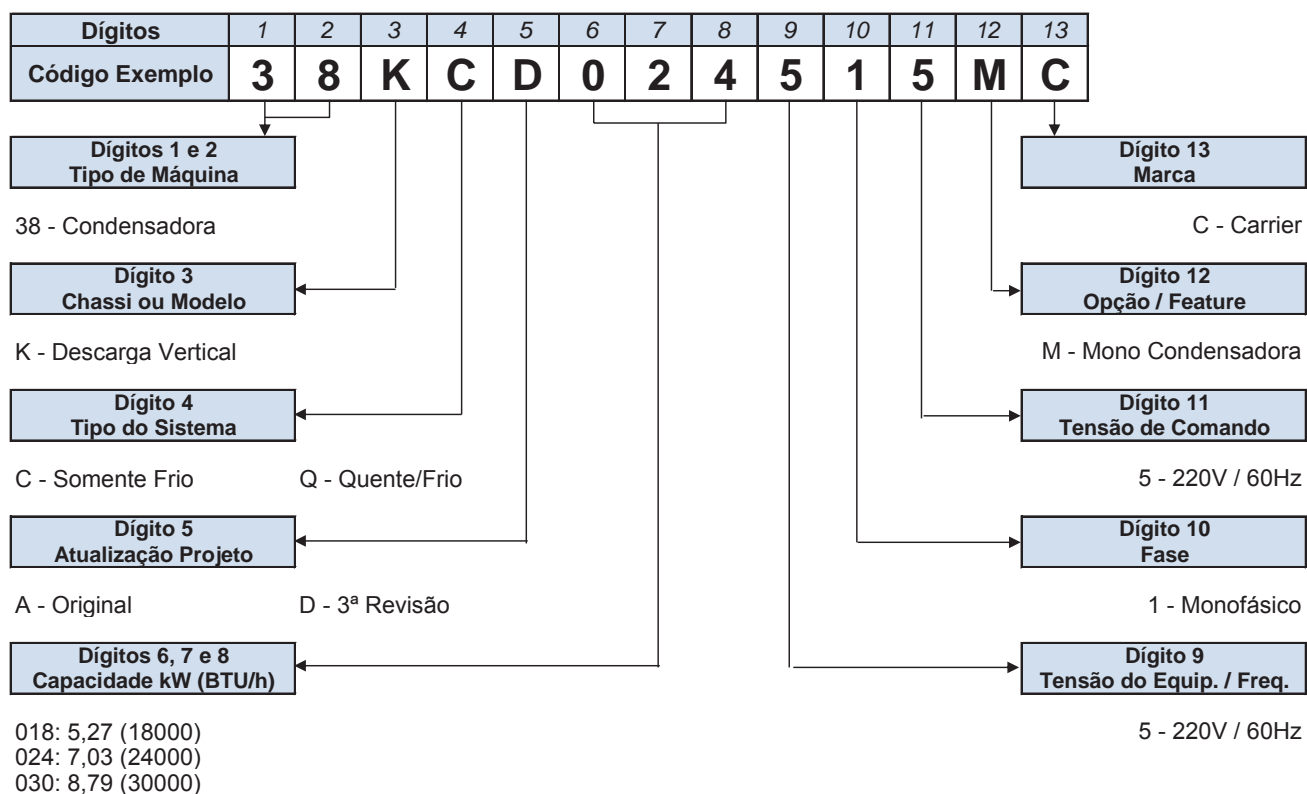 Dígitos 1 2 3 4 5 6 7 8 9 10 11 12 13
Código Exemplo 3 8 K C D 0 2 4 5 1 5 M C
Dígitos 1 e 2
Tipo de Máquina
38 - Condensadora
Dígito 3
Chassi ou Modelo
K - Descarga Vertical
Dígito 4
Tipo do Sistema
C - Somente Frio Q - Quente/Frio
Dígito 5
Atualização Projeto
A - Original D - 3ª Revisão
Dígitos 6, 7 e 8
Capacidade kW (BTU/h)
018: 5,27 (18000)
024: 7,03 (24000)
030: 8,79 (30000)
Dígito 13
Marca
C - Carrier
Dígito 12
Opção / Feature
M - Mono Condensadora
Dígito 11
Tensão de Comando
5 - 220V / 60Hz
Dígito 10
Fase
1 - Monofásico
Dígito 9
Tensão do Equip. / Freq.
5 - 220V / 60Hz